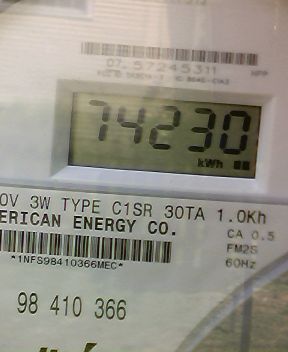 07 57245311 NPP
74230
kWh
0V 3W TYPE C1SR 30TA 1.0Kh
ERICAN ENERGY CO.
CA 0.5
FM2S
60Hz
*1NFS98410366MEC*
98 410 366